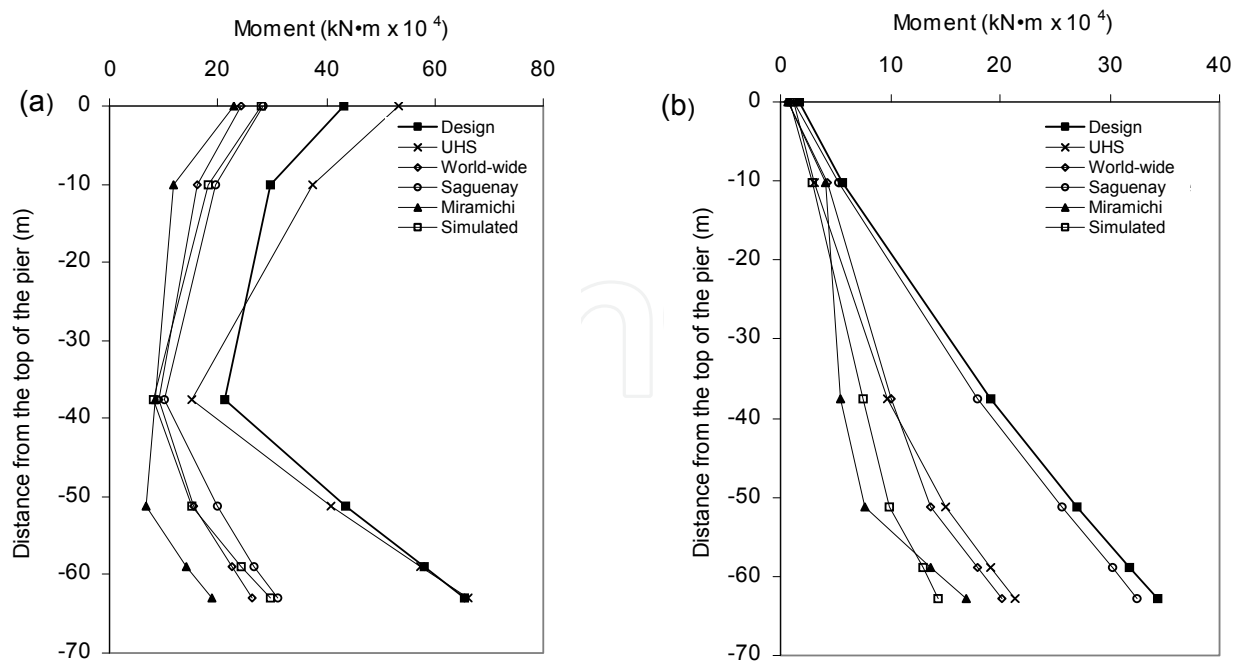 Moment (kN•m x 10 4)
0 20 40 60 80
(a)
0
-10
-20
-30
-40
-50
-60
-70
Distance from the top of the pier (m)
Design
UHS
World-wide
Saguenay
Miramichi
Simulated
Moment (kN•m x 10 4)
0 10 20 30 40
(b)
0
-10
-20
-30
-40
-50
-60
-70
Distance from the top of the pier (m)
Design
UHS
World-wide
Saguenay
Miramichi
Simulated